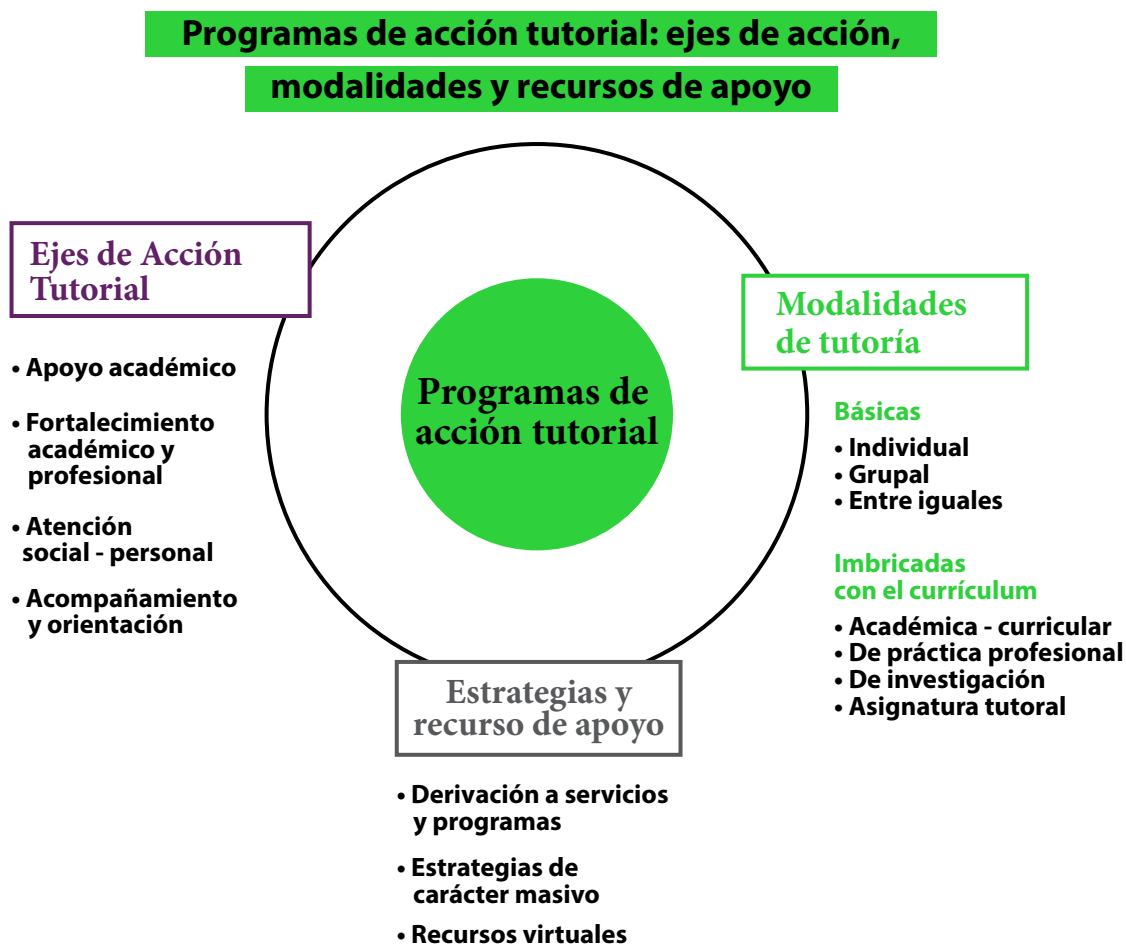 Programas de acción tutorial: ejes de acción,
modalidades y recursos de apoyo
Ejes de Acción
Tutorial
• Apoyo académico
• Fortalecimiento
académico y
profesional
• Atención
social - personal
• Acompañamiento
y orientación
Programas de
acción tutorial
Modalidades
de tutoría
Básicas
• Individual
• Grupal
• Entre iguales
Imbricadas
con el currículum
• Académica - curricular
• De práctica profesional
• De investigación
• Asignatura tutoral
Estrategias y
recurso de apoyo
• Derivación a servicios
y programas
• Estrategias de
carácter masivo
• Recursos virtuales